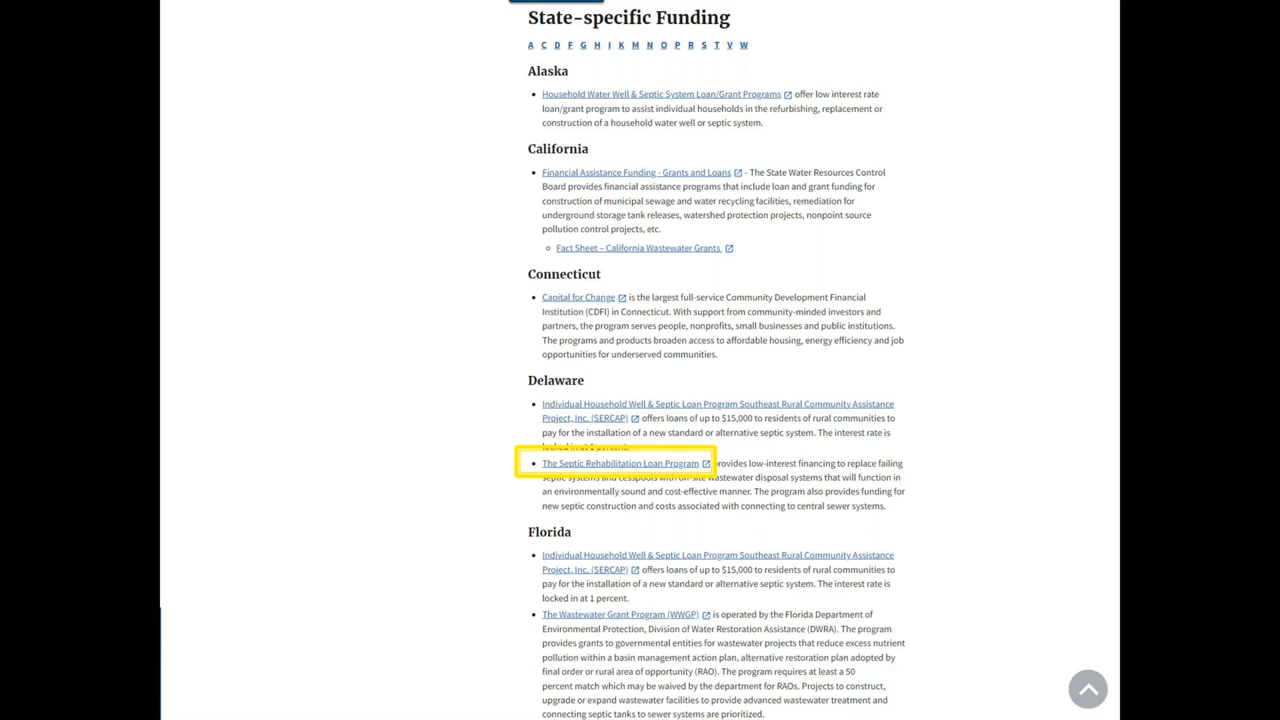 State-specific Funding
A C D F G H I K M N O P R S T V W
Alaska
• Household Water Well & Septic System Loan/Grant Programs offer low interest rate
loan/grant program to assist individual households in the refurbishing, replacement or
construction of a household water well or septic system.
California
• Financial Assistance Funding - Grants and Loans - The State Water Resources Control
Board provides financial assistance programs that include loan and grant funding for
construction of municipal sewage and water recycling facilities, remediation for
underground storage tank releases, watershed protection projects, nonpoint source
pollution control projects, etc.
Fact Sheet – California Wastewater Grants
Connecticut
• Capital for Change is the largest full-service Community Development Financial
Institution (CDFI) in Connecticut. With support from community-minded investors and
partners, the program serves people, nonprofits, small businesses and public institutions.
The programs and products broaden access to affordable housing, energy efficiency and job
opportunities for underserved communities.
Delaware
• Individual Household Well & Septic Loan Program Southeast Rural Community Assistance
Project, Inc. (SERCAP) offers loans of up to $15,000 to residents of rural communities to
pay for the installation of a new standard or alternative septic system. The interest rate is
locked in at 1 percent.
• The Septic Rehabilitation Loan Program provides low-interest financing to replace failing
septic systems and cesspools with on-site wastewater disposal systems that will function in
an environmentally sound and cost-effective manner. The program also provides funding for
new septic construction and costs associated with connecting to central sewer systems.
Florida
• Individual Household Well & Septic Loan Program Southeast Rural Community Assistance
Project, Inc. (SERCAP) offers loans of up to $15,000 to residents of rural communities to
pay for the installation of a new standard or alternative septic system. The interest rate is
locked in at 1 percent.
• The Wastewater Grant Program (WWGP) is operated by the Florida Department of
Environmental Protection, Division of Water Restoration Assistance (DWRA). The program
provides grants to governmental entities for wastewater projects that reduce excess nutrient
pollution within a basin management action plan, alternative restoration plan adopted by
final order or rural area of opportunity (RAO). The program requires at least a 50
percent match which may be waived by the department for RAOs. Projects to construct,
upgrade or expand wastewater facilities to provide advanced wastewater treatment and
connecting septic tanks to sewer systems are prioritized.